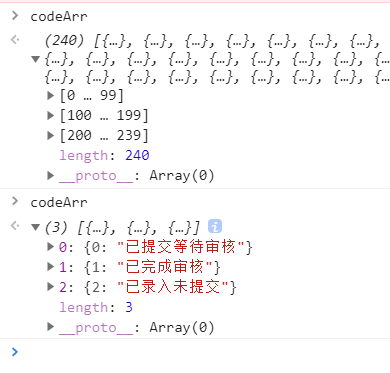 codeArr
(240) [{…}, {…}, {…}, {…}, {…}, {…}, {…},
{…}, {…}, {…}, {…}, {…}, {…}, {…}, {…}, {…}
{…}, {…}, {…}, {…}, {…}, {…}, {…}, {…}, {…}
[0 … 99]
[100 … 199]
[200 … 239]
length: 240
__proto__: Array(0)
codeArr
(3) [{…}, {…}, {…}] i
0: {0: "已提交等待审核"}
1: {1: "已完成审核"}
2: {2: "已录入未提交"}
length: 3
__proto__: Array(0)